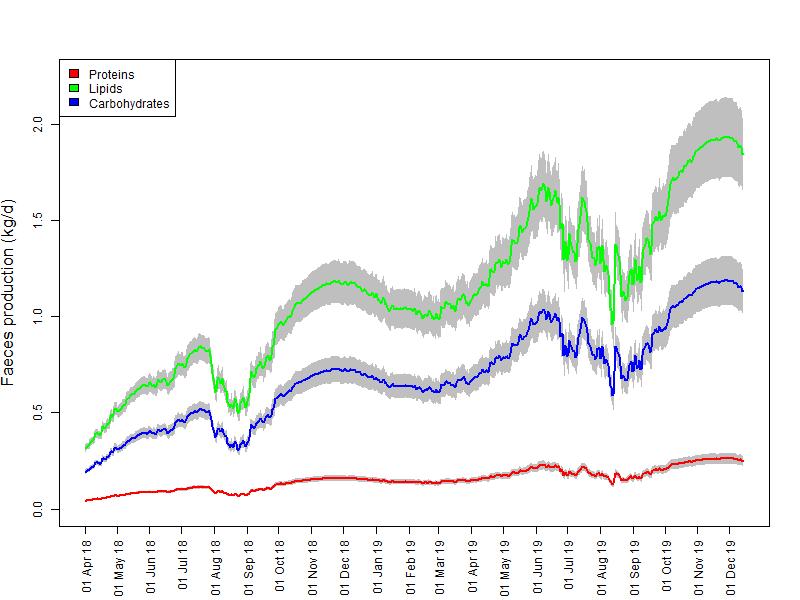 Proteins
Lipids
Carbohydrates
Faeces production (kg/d)
2.0
1.5
1.0
0.5
0.0
01 Apr 18
01 May 18
01 Jun 18
01 Jul 18
01 Aug 18
01 Sep 18
01 Oct 18
01 Nov 18
01 Dec 18
01 Jan 19
01 Feb 19
01 Mar 19
01 Apr 19
01 May 19
01 Jun 19
01 Jul 19
01 Aug 19
01 Sep 19
01 Oct 19
01 Nov 19
01 Dec 19